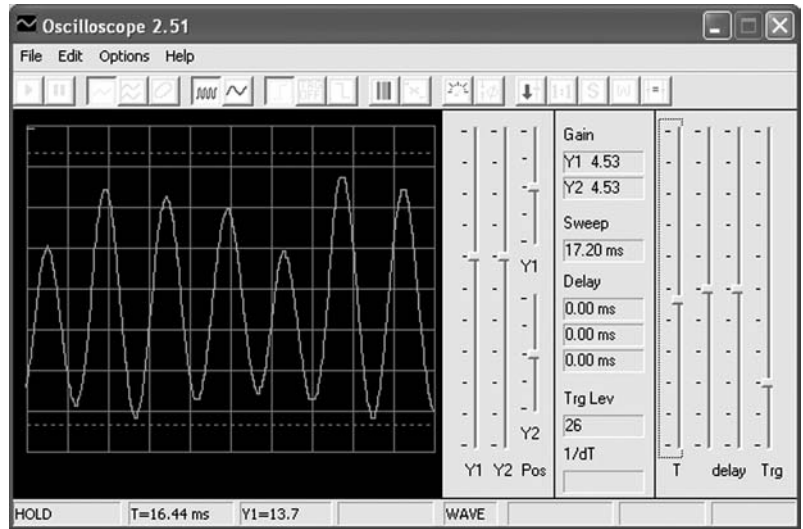 Oscilloscope 2.51
File Edit Options Help
1:1 S W
Gain
Y1 4.53
Y2 4.53
Sweep
17.20 ms
Y1
Delay
0.00 ms
0.00 ms
0.00 ms
Trg Lev
26
Y2
1/dT
Y1 Y2 Pos
T delay Trg
HOLD T=16.44 ms Y1=13.7 WAVE